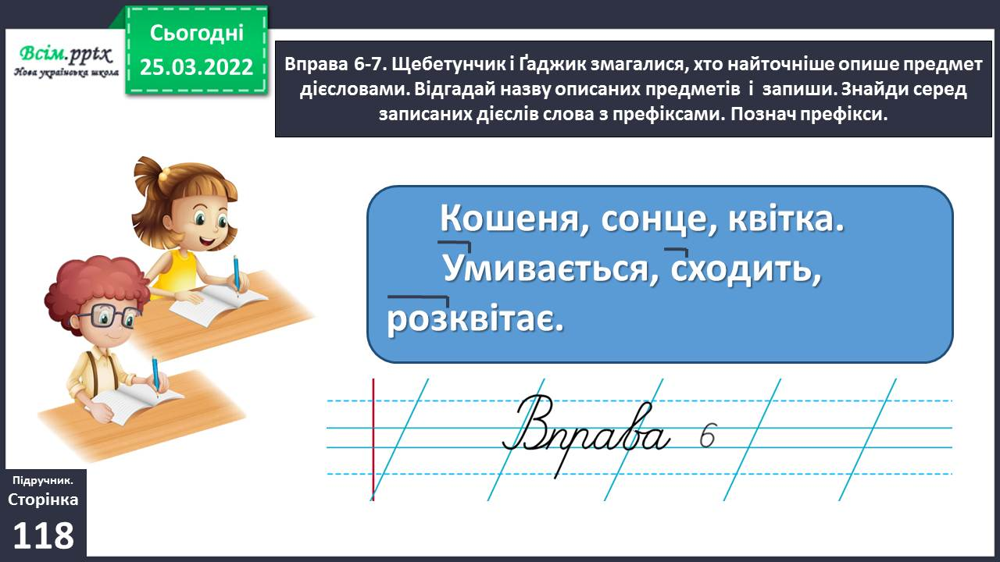 Всім.pptx
Нова українська школа
Сьогодні
25.03.2022
Вправа 6-7. Щебетунчик і Ґаджик змагалися, хто найточніше опише предмет
дієсловами. Відгадай назву описаних предметів і запиши. Знайди серед
записаних дієслів слова з префіксами. Познач префікси.
Кошеня, сонце, квітка.
Умивається, сходить,
розквітає.
Вправа 6
Підручник.
Сторінка
118